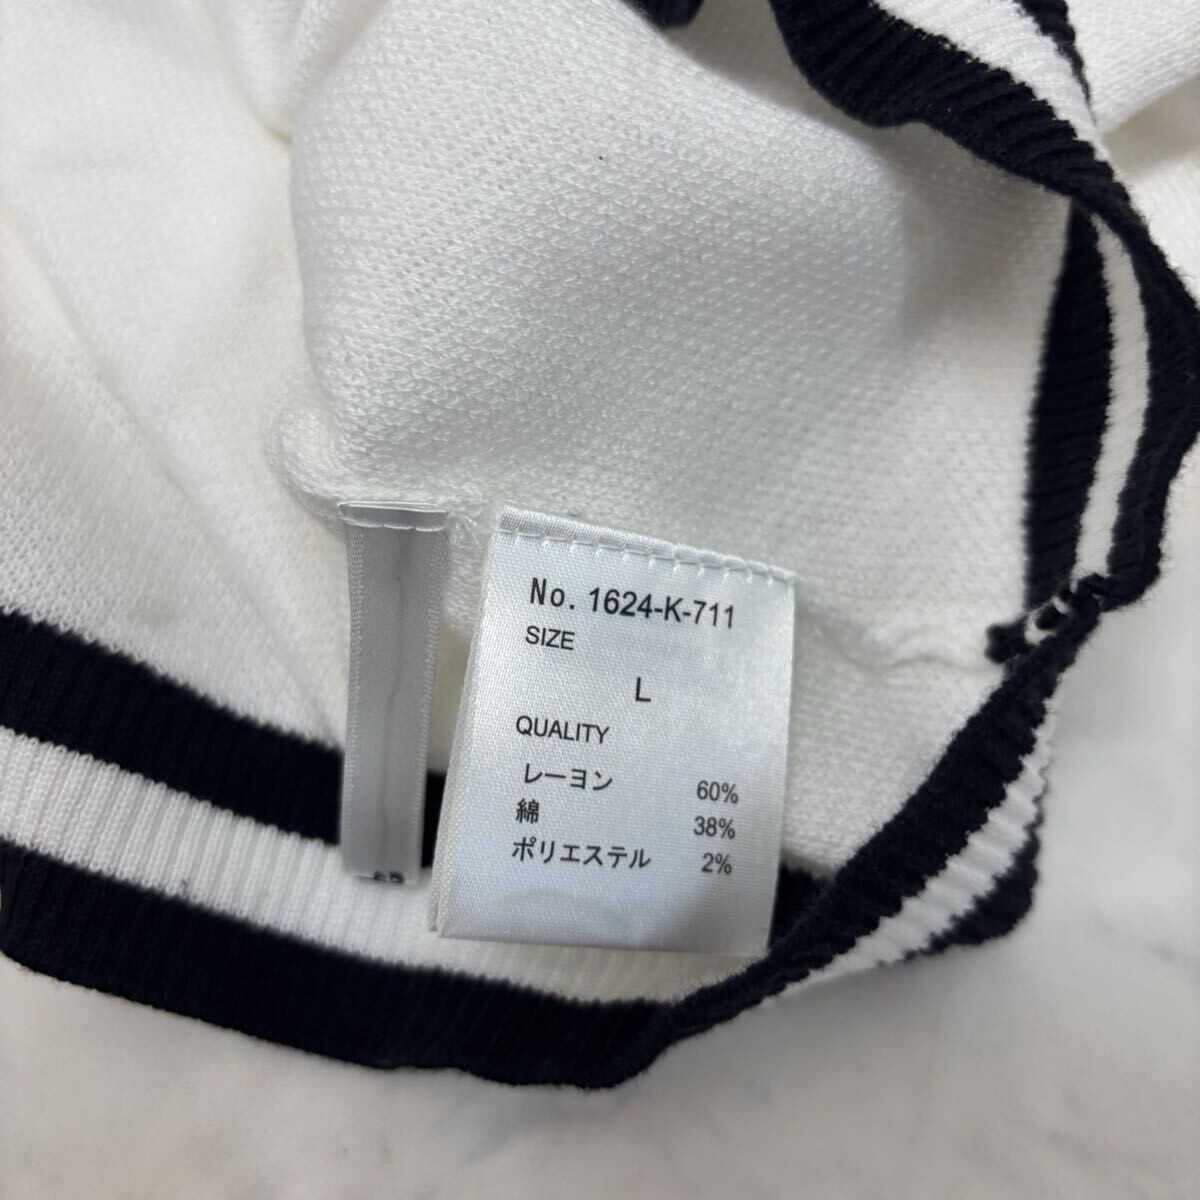 No. 1624-K-711
SIZE
L
QUALITY
レーヨン 60%
綿 38%
ポリエステル 2%